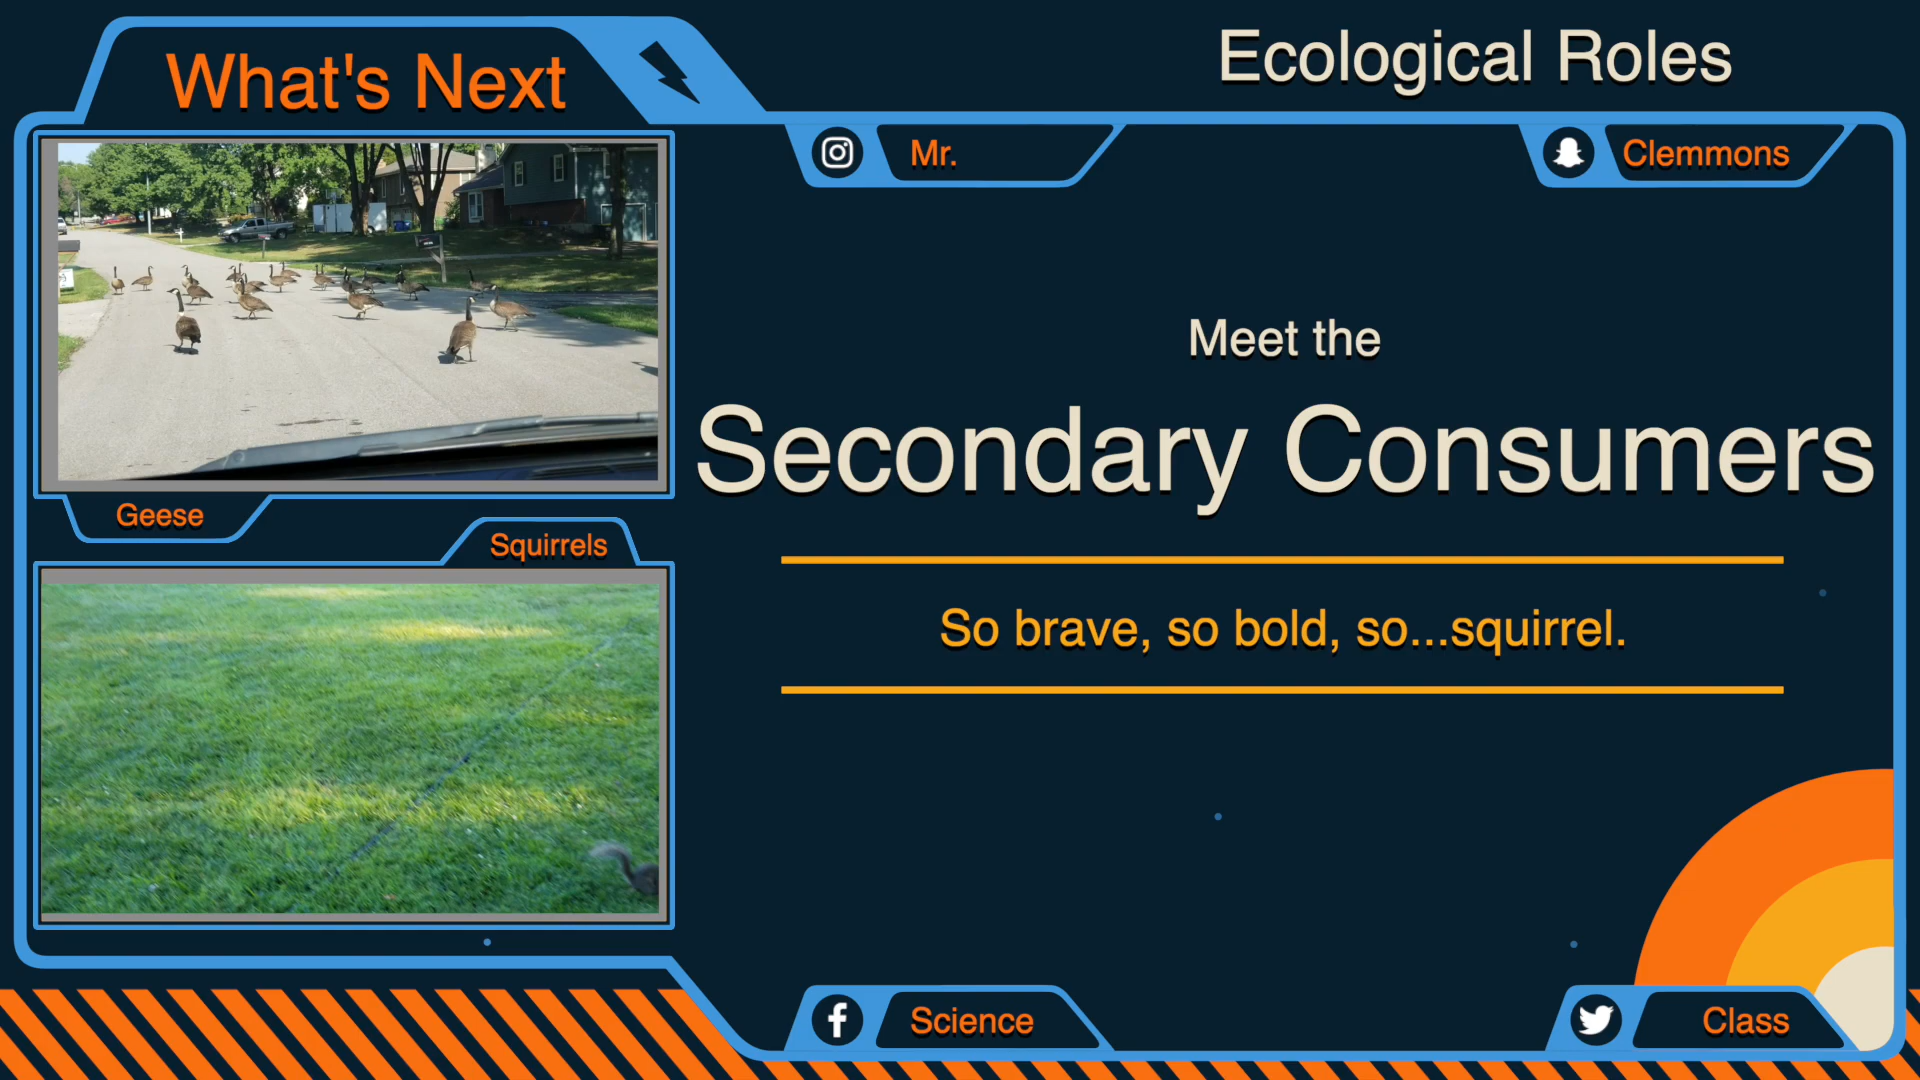 What's Next
Ecological Roles
Mr.
Clemmons
Meet the
Secondary Consumers
Geese
Squirrels
So brave, so bold, so...squirrel.
Science
Class